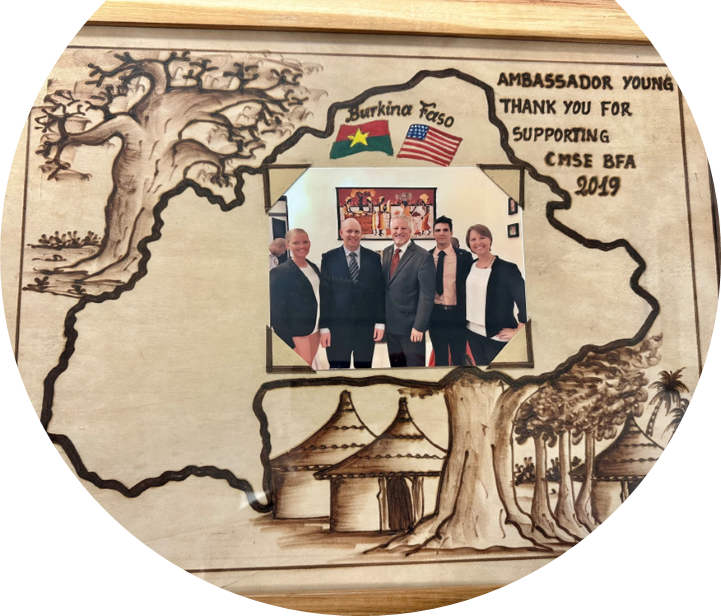 Burkina Faso
AMBASSADOR YOUNG
THANK YOU FOR
SUPPORTING
CMSE BFA
2019